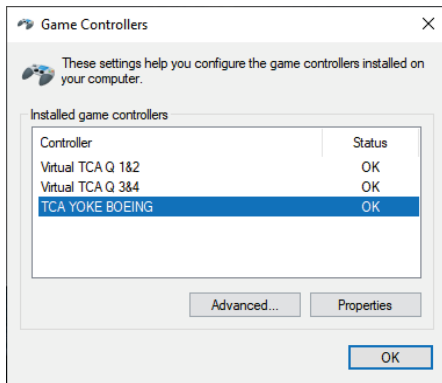 Game Controllers
These settings help you configure the game controllers installed on
your computer.
Installed game controllers
Controller Status
Virtual TCA Q 1&2 OK
Virtual TCA Q 3&4 OK
TCA YOKE BOEING OK
Advanced... Properties
OK